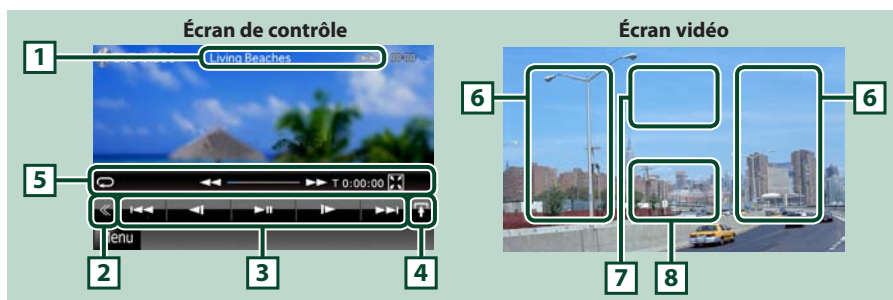 Écran de contrôle
Écran vidéo
1
Living Beaches
6
6
5
T 0:00:00
Menu
2
3
4
7
8